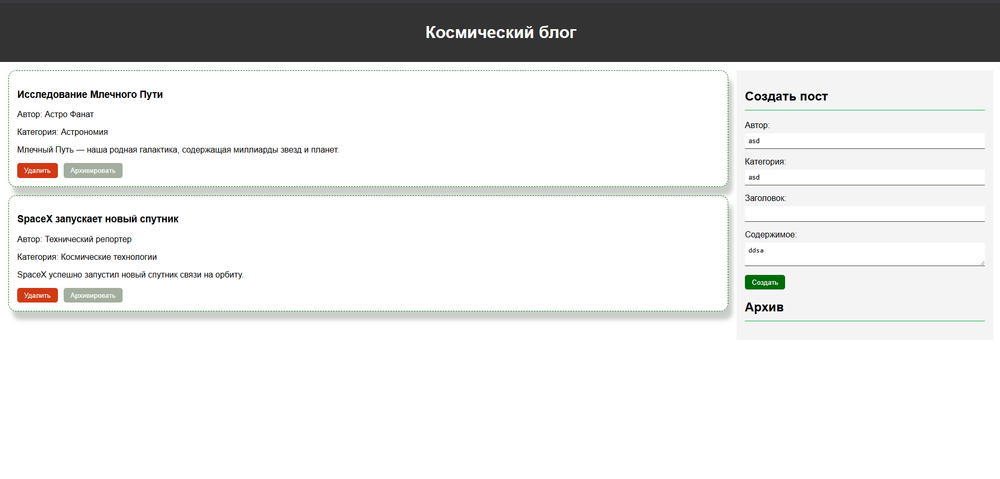 Космический блог
Исследование Млечного Пути
Автор: Астро Фанат
Категория: Астрономия
Млечный Путь — наша родная галактика, содержащая миллиарды звезд и планет.
Удалить Архивировать
SpaceX запускает новый спутник
Автор: Технический репортер
Категория: Космические технологии
SpaceX успешно запустил новый спутник связи на орбиту.
Удалить Архивировать
Создать пост
Автор:
asd
Категория:
asd
Заголовок:
Содержимое:
ddsa
Создать
Архив